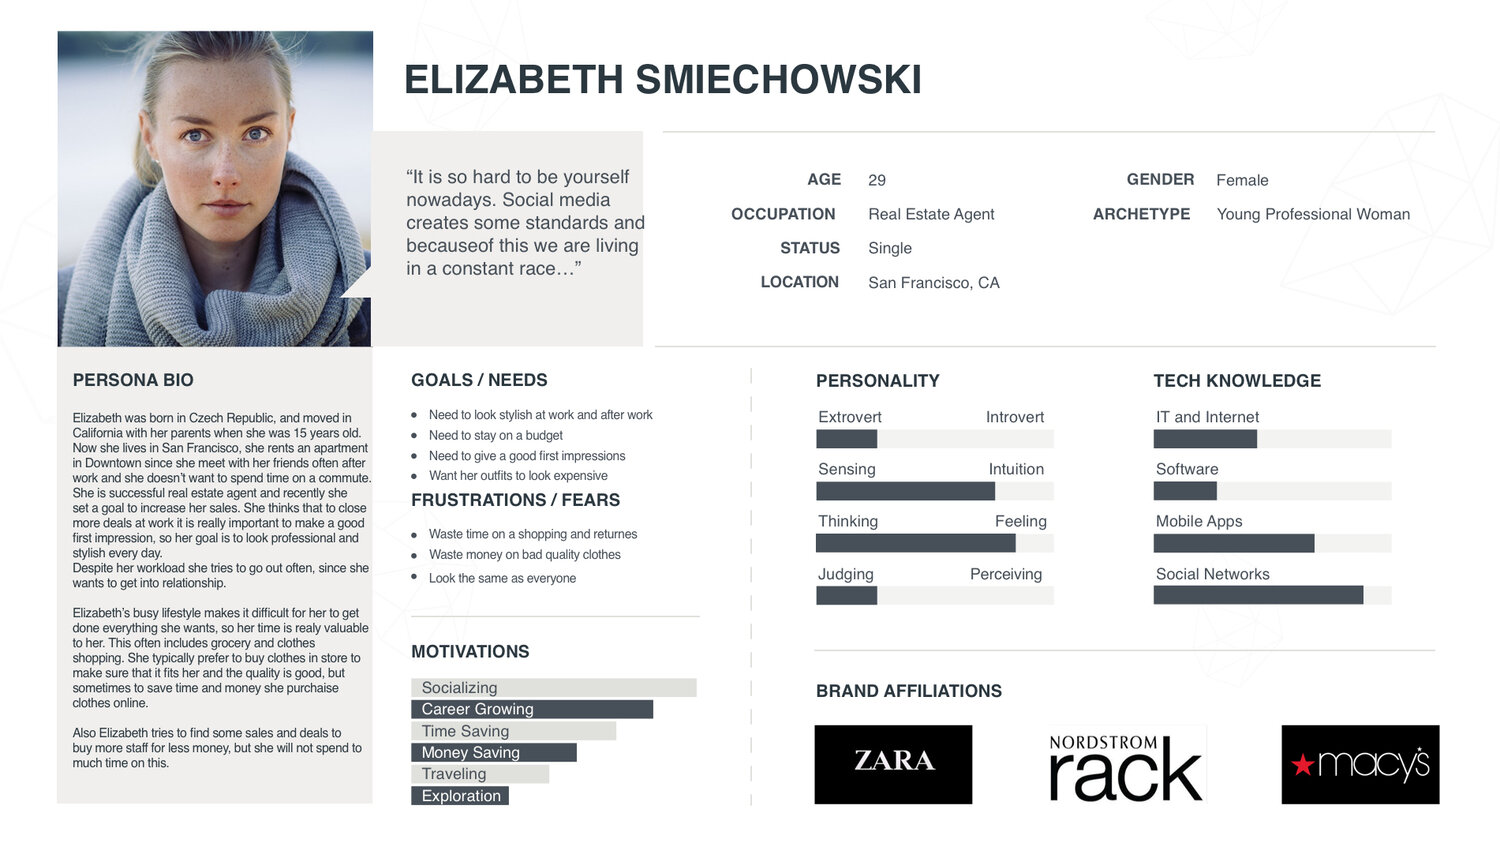 ELIZABETH SMIECHOWSKI
“It is so hard to be yourself
nowadays. Social media
creates some standards and
becauseof this we are living
in a constant race…”
AGE 29
OCCUPATION Real Estate Agent
STATUS Single
LOCATION San Francisco, CA
GENDER Female
ARCHETYPE Young Professional Woman
PERSONA BIO
Elizabeth was born in Czech Republic, and moved in
California with her parents when she was 15 years old.
Now she lives in San Francisco, she rents an apartment
in Downtown since she meet with her friends often after
work and she doesn’t want to spend time on a commute.
She is successful real estate agent and recently she
set a goal to increase her sales. She thinks that to close
more deals at work it is really important to make a good
first impression, so her goal is to look professional and
stylish every day.
Despite her workload she tries to go out often, since she
wants to get into relationship.
Elizabeth’s busy lifestyle makes it difficult for her to get
done everything she wants, so her time is realy valuable
to her. This often includes grocery and clothes
shopping. She typically prefer to buy clothes in store to
make sure that it fits her and the quality is good, but
sometimes to save time and money she purchaise
clothes online.
Also Elizabeth tries to find some sales and deals to
buy more staff for less money, but she will not spend to
much time on this.
GOALS / NEEDS
• Need to look stylish at work and after work
• Need to stay on a budget
• Need to give a good first impressions
• Want her outfits to look expensive
FRUSTRATIONS / FEARS
• Waste time on a shopping and returnes
• Waste money on bad quality clothes
• Look the same as everyone
MOTIVATIONS
Socializing
Career Growing
Time Saving
Money Saving
Traveling
Exploration
PERSONALITY
Extrovert Introvert
Sensing Intuition
Thinking Feeling
Judging Perceiving
TECH KNOWLEDGE
IT and Internet
Software
Mobile Apps
Social Networks
BRAND AFFILIATIONS
ZARA
NORDSTROM
rack
macy's